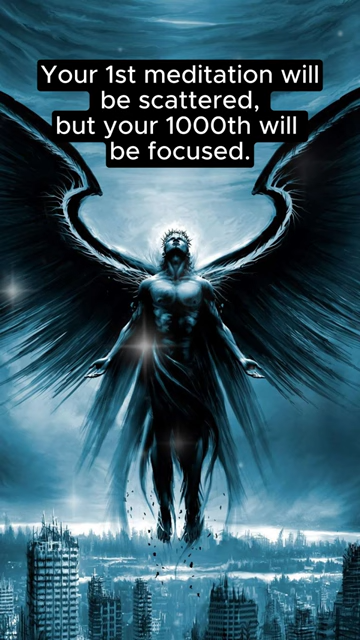 Your 1st meditation will
be scattered,
but your 1000th will
be focused.